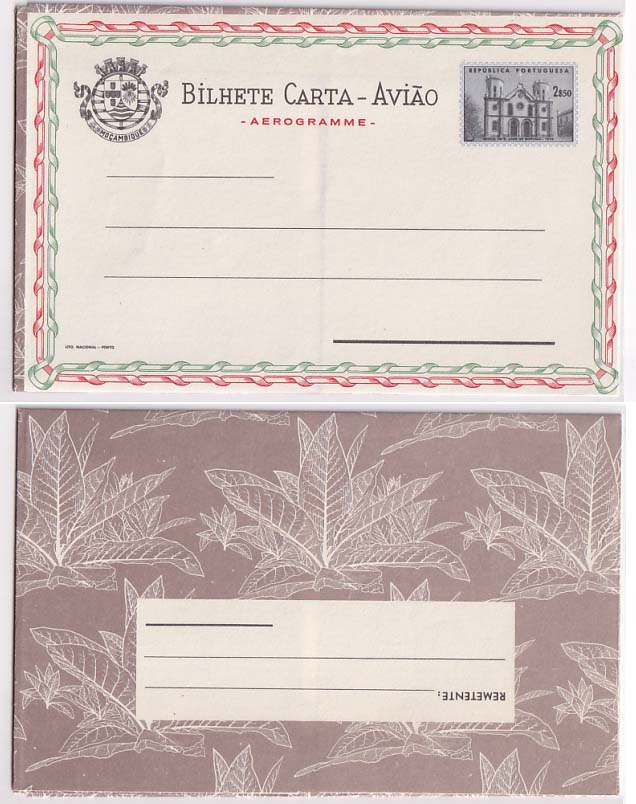 REPÚBLICA PORTUGUESA
2$50
BILHETE CARTA - AVIÃO
- AEROGRAMME -
MOÇAMBIQUE
LITO. NACIONAL - PORTO
REMETENTE: